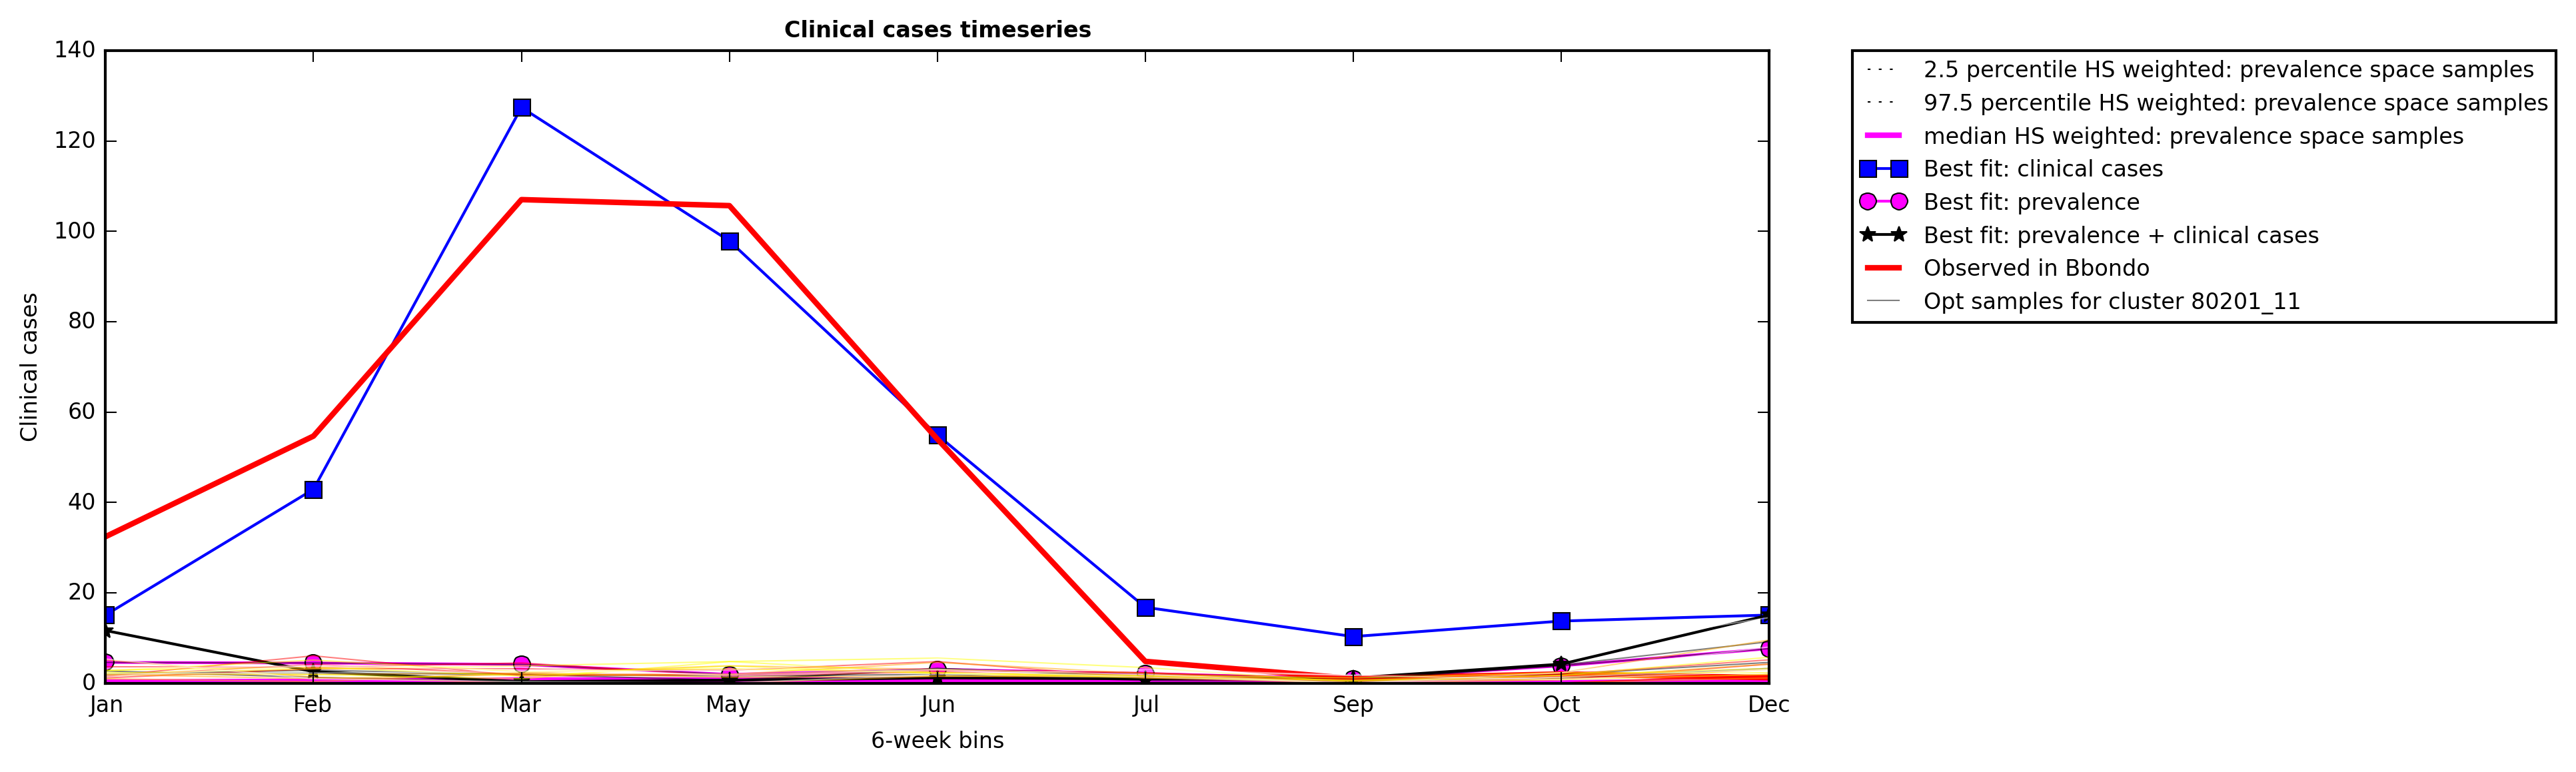 Clinical cases timeseries
140
120
100
80
60
40
20
0
Clinical cases
Jan Feb Mar May Jun Jul Sep Oct Dec
6-week bins
2.5 percentile HS weighted: prevalence space samples
97.5 percentile HS weighted: prevalence space samples
median HS weighted: prevalence space samples
Best fit: clinical cases
Best fit: prevalence
Best fit: prevalence + clinical cases
Observed in Bbondo
Opt samples for cluster 80201_11